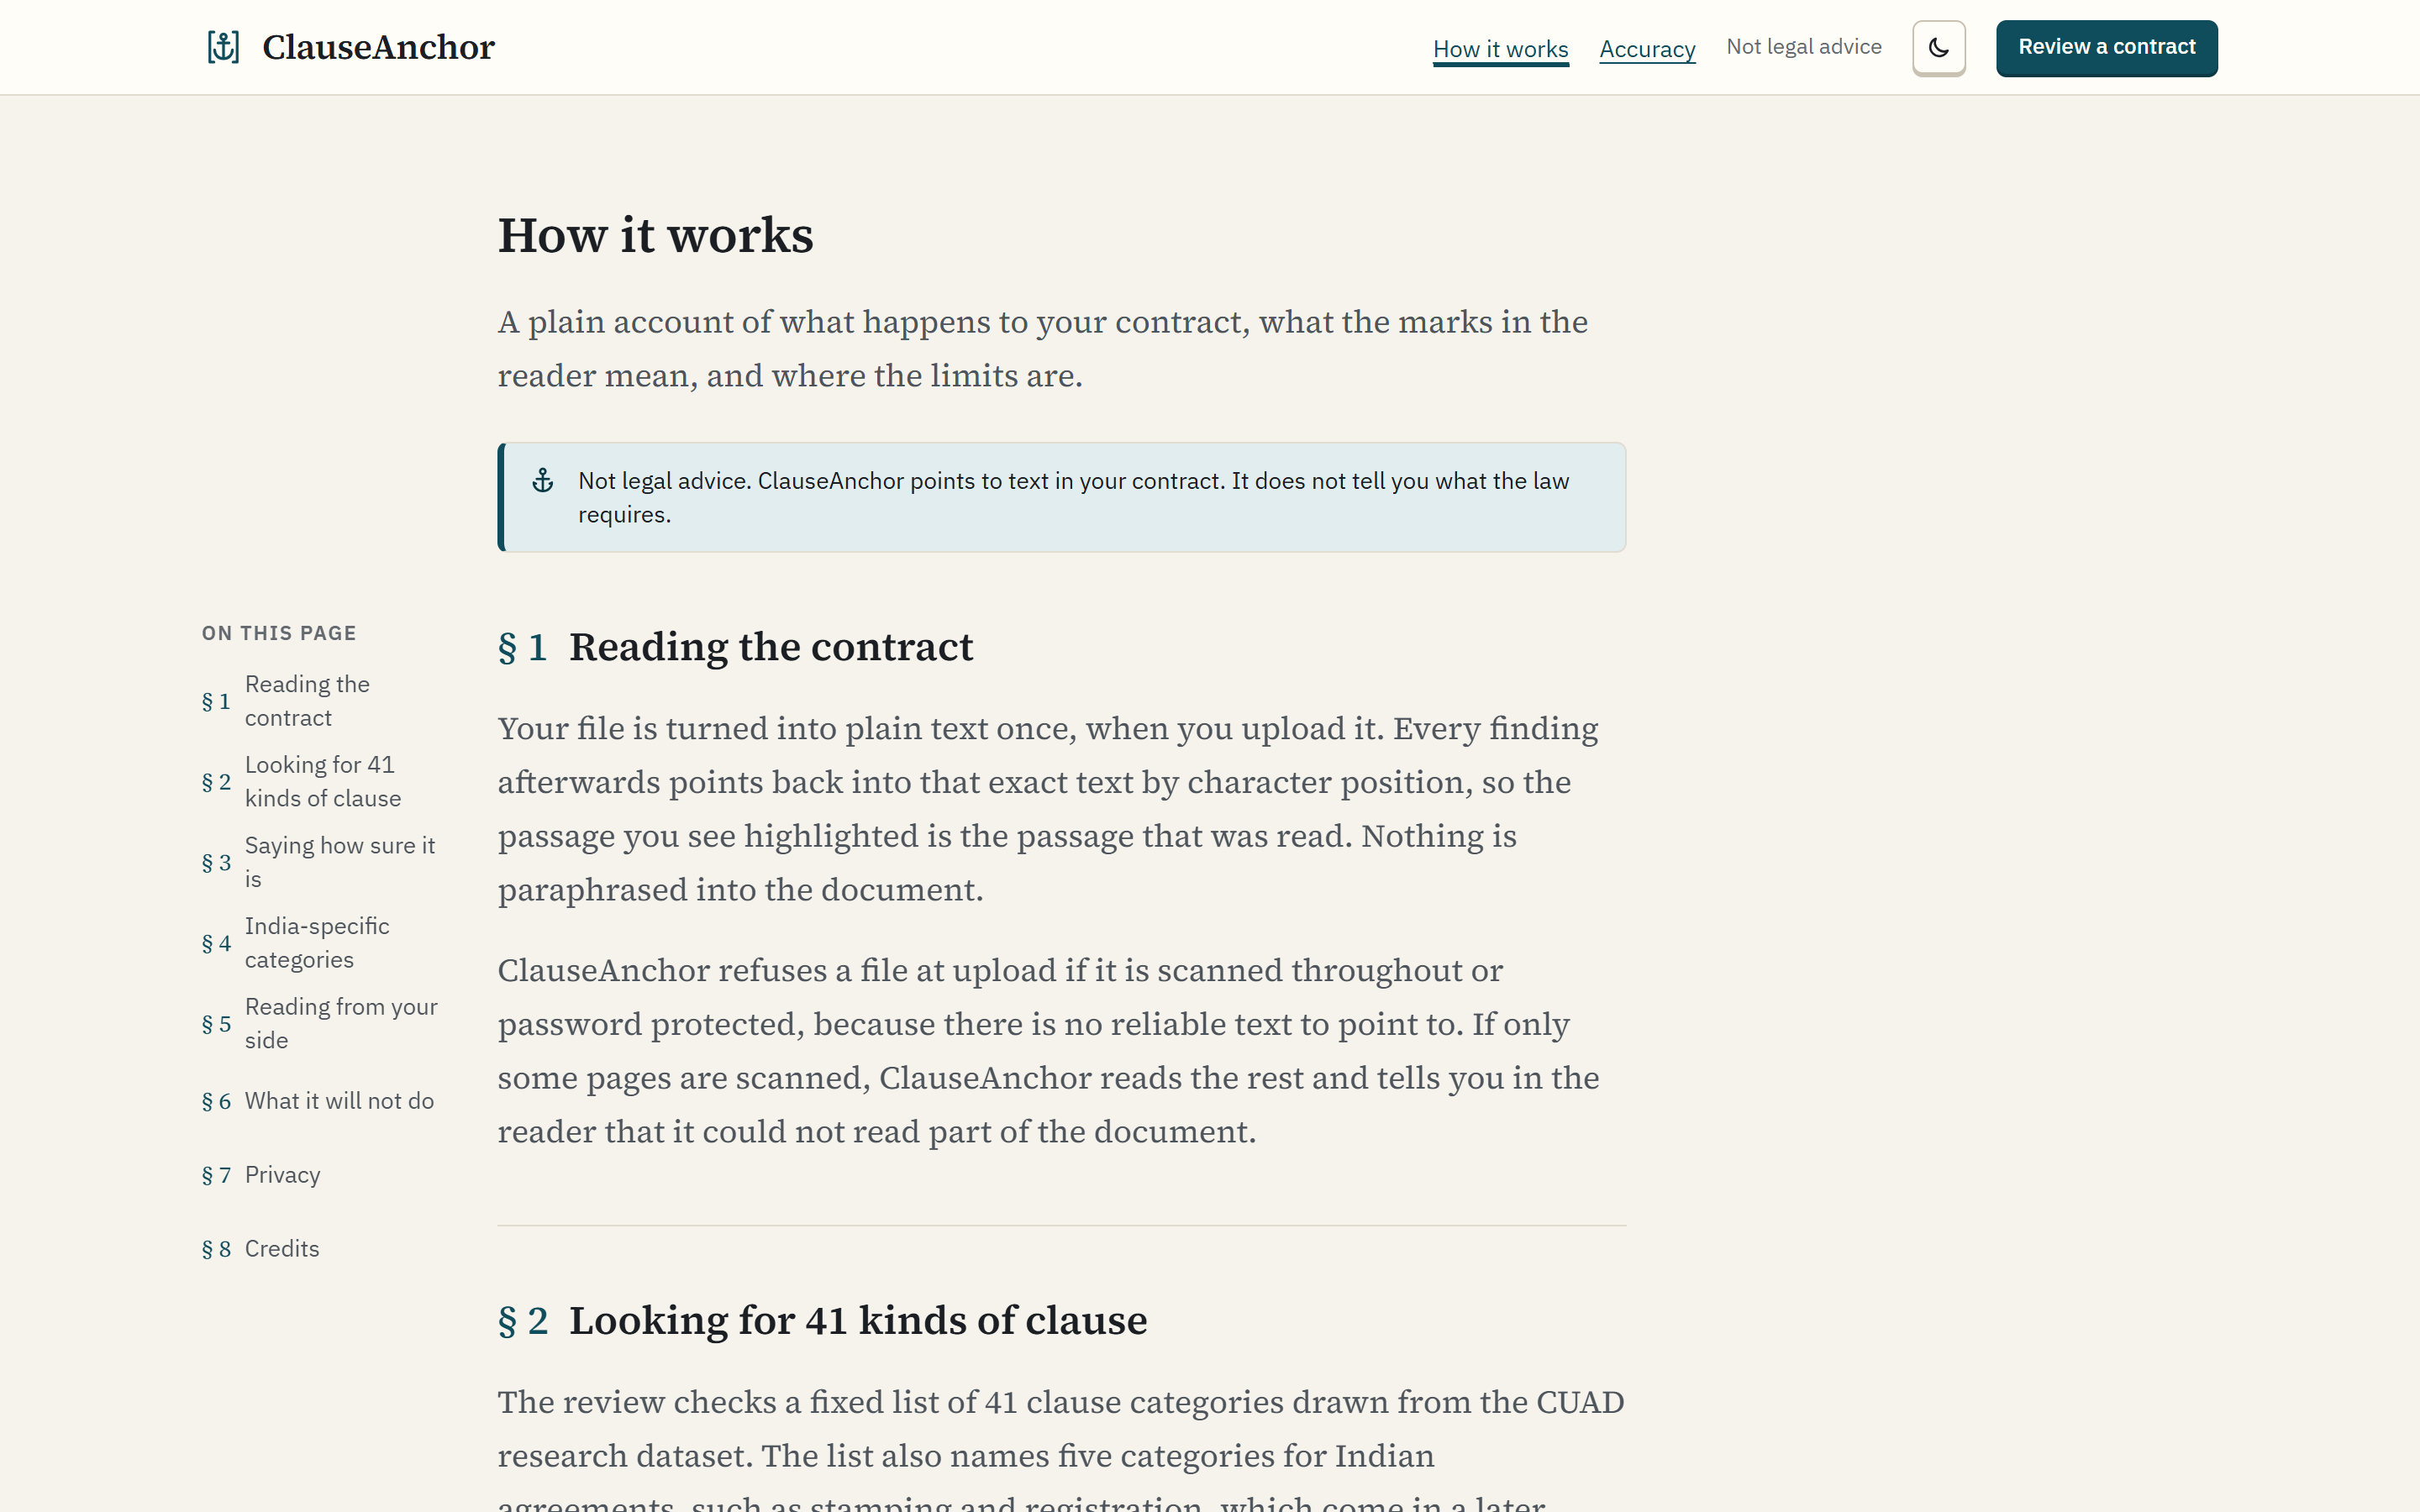 ClauseAnchor
How it works
Accuracy
Not legal advice
Review a contract
How it works
A plain account of what happens to your contract, what the marks in the
reader mean, and where the limits are.
Not legal advice. ClauseAnchor points to text in your contract. It does not tell you what the law
requires.
ON THIS PAGE
§ 1 Reading the
contract
§ 2 Looking for 41
kinds of clause
§ 3 Saying how sure it
is
§ 4 India-specific
categories
§ 5 Reading from your
side
§ 6 What it will not do
§ 7 Privacy
§ 8 Credits
§ 1 Reading the contract
Your file is turned into plain text once, when you upload it. Every finding
afterwards points back into that exact text by character position, so the
passage you see highlighted is the passage that was read. Nothing is
paraphrased into the document.
ClauseAnchor refuses a file at upload if it is scanned throughout or
password protected, because there is no reliable text to point to. If only
some pages are scanned, ClauseAnchor reads the rest and tells you in the
reader that it could not read part of the document.
§ 2 Looking for 41 kinds of clause
The review checks a fixed list of 41 clause categories drawn from the CUAD
research dataset. The list also names five categories for Indian
agreements, such as stamping and registration, which come in a later